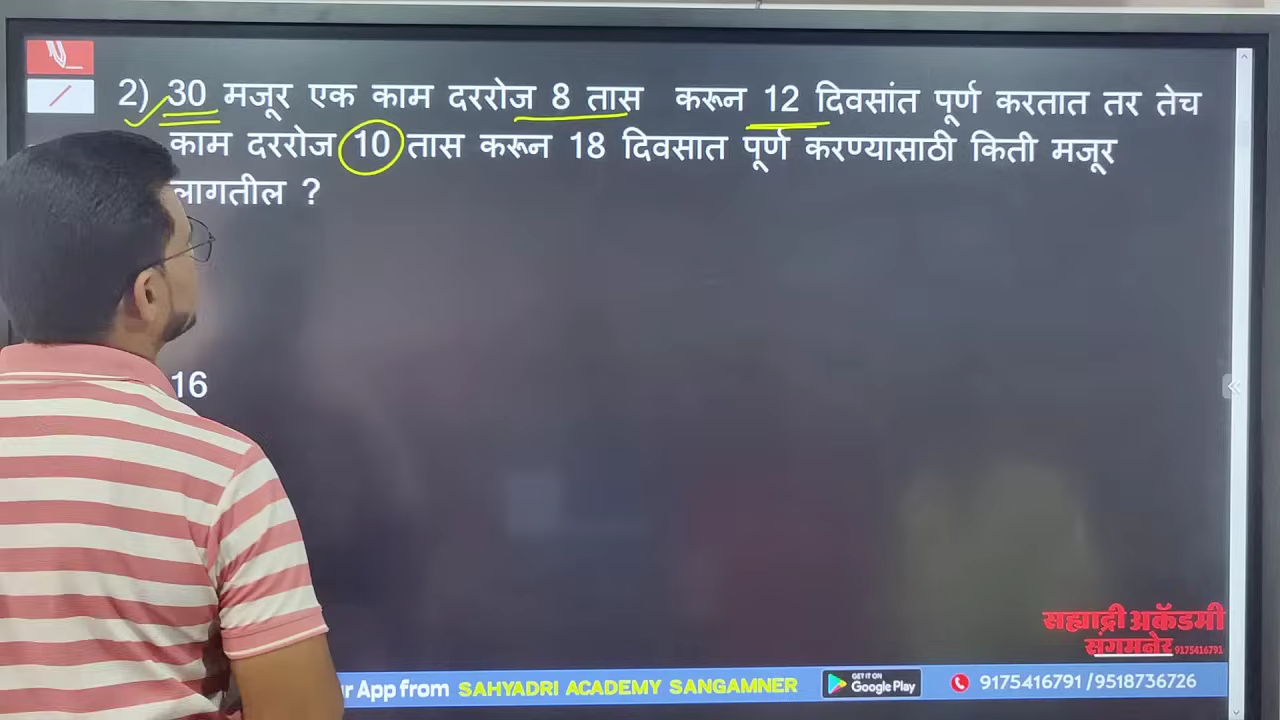 2) 30 मजूर एक काम दररोज 8 तास करून 12 दिवसांत पूर्ण करतात तर तेच
काम दररोज 10 तास करून 18 दिवसात पूर्ण करण्यासाठी किती मजूर
लागतील ?
16
सह्याद्री अकॅडमी
संगमनेर 9175416791
App from SAHYADRI ACADEMY SANGAMNER GET IT ON Google Play 9175416791 /9518736726